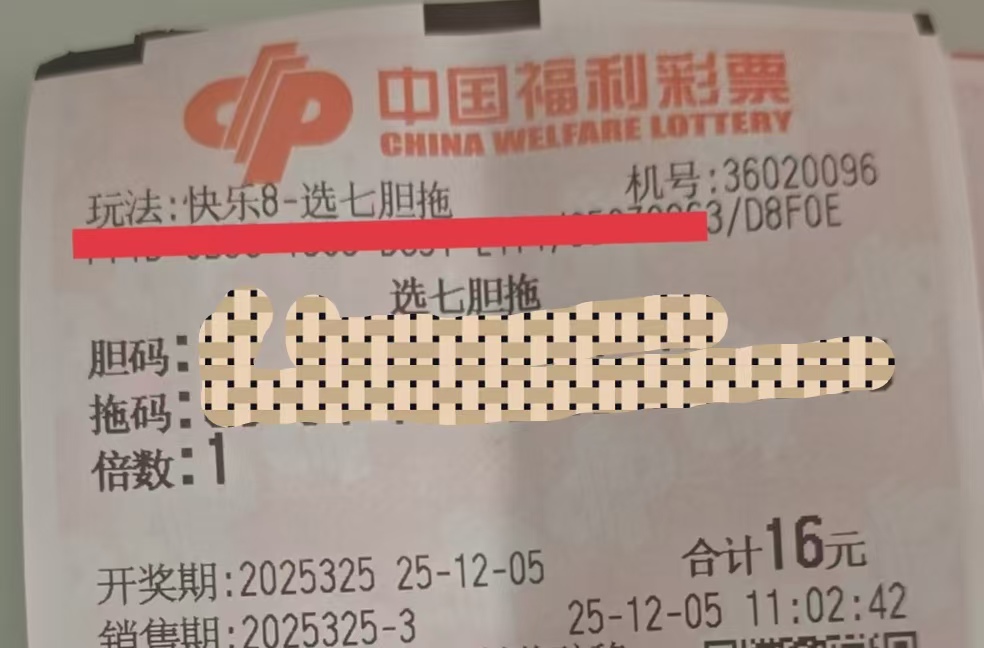 中国福利彩票
CHINA WELFARE LOTTERY
玩法:快乐8-选七胆拖 机号:36020096
3/D8F0E
选七胆拖
胆码:
拖码:
倍数:1
合计16元
开奖期:2025325 25-12-05
销售期:2025325-3 25-12-05 11:02:42